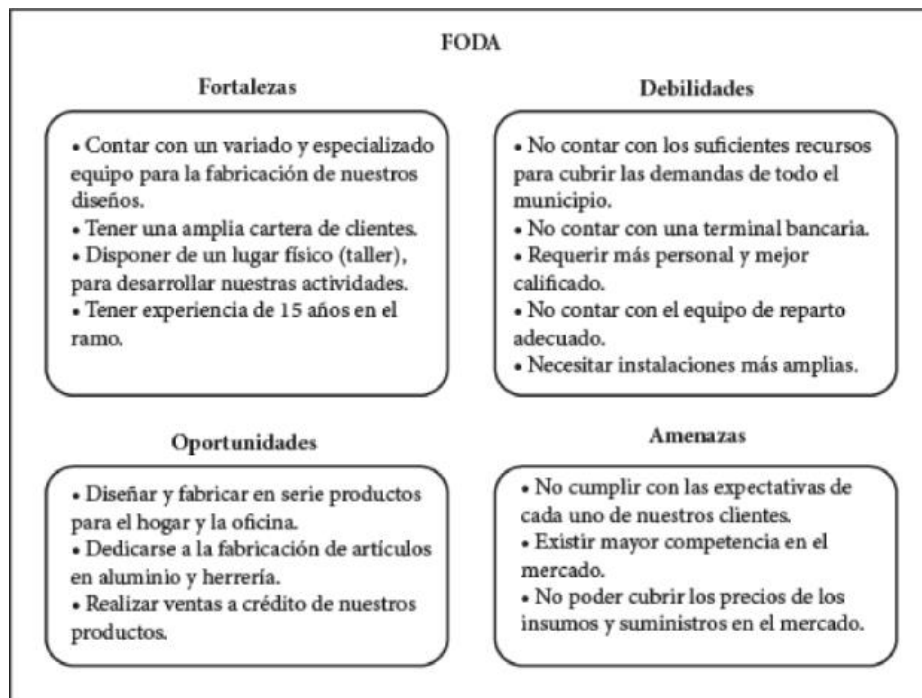 FODA
Fortalezas
• Contar con un variado y especializado
equipo para la fabricación de nuestros
diseños.
• Tener una amplia cartera de clientes.
• Disponer de un lugar físico (taller),
para desarrollar nuestras actividades.
• Tener experiencia de 15 años en el
ramo.
Debilidades
• No contar con los suficientes recursos
para cubrir las demandas de todo el
municipio.
• No contar con una terminal bancaria.
• Requerir más personal y mejor
calificado.
• No contar con el equipo de reparto
adecuado.
• Necesitar instalaciones más amplias.
Oportunidades
• Diseñar y fabricar en serie productos
para el hogar y la oficina.
• Dedicarse a la fabricación de artículos
en aluminio y herrería.
• Realizar ventas a crédito de nuestros
productos.
Amenazas
• No cumplir con las expectativas de
cada uno de nuestros clientes.
• Existir mayor competencia en el
mercado.
• No poder cubrir los precios de los
insumos y suministros en el mercado.